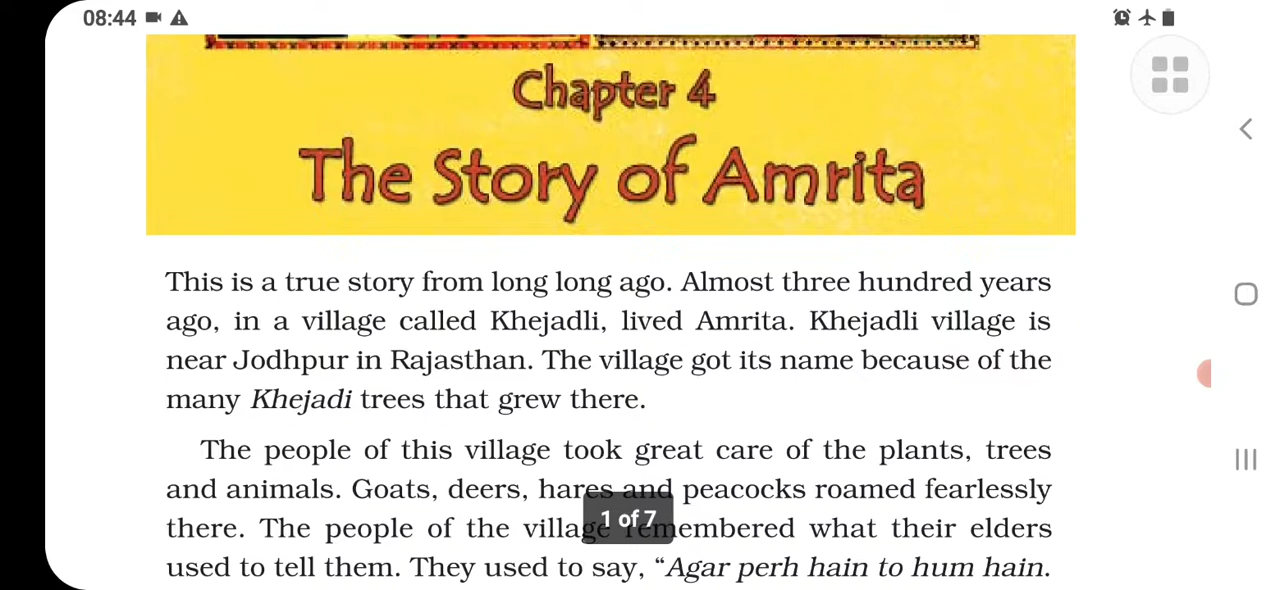 08:44
Chapter 4
The Story of Amrita
This is a true story from long long ago. Almost three hundred years
ago, in a village called Khejadli, lived Amrita. Khejadli village is
near Jodhpur in Rajasthan. The village got its name because of the
many Khejadi trees that grew there.
The people of this village took great care of the plants, trees
and animals. Goats, deers, hares and peacocks roamed fearlessly
1 of 7
there. The people of the village remembered what their elders
used to tell them. They used to say, “Agar perh hain to hum hain.